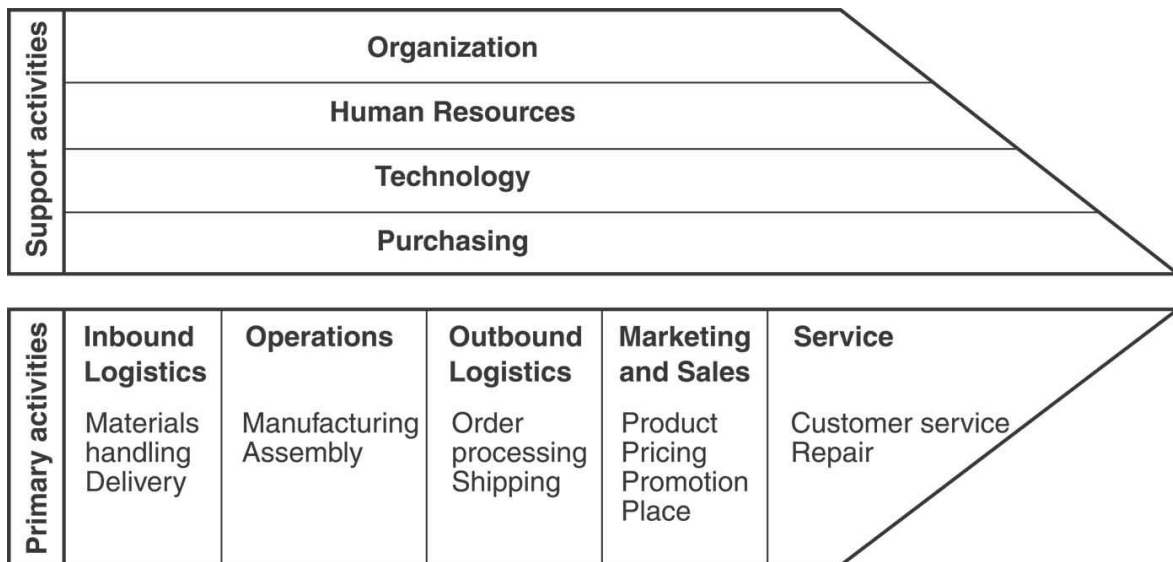 Support activities
Organization
Human Resources
Technology
Purchasing
Primary activities
Inbound
Logistics
Materials
handling
Delivery
Operations
Manufacturing
Assembly
Outbound
Logistics
Order
processing
Shipping
Marketing
and Sales
Product
Pricing
Promotion
Place
Service
Customer service
Repair